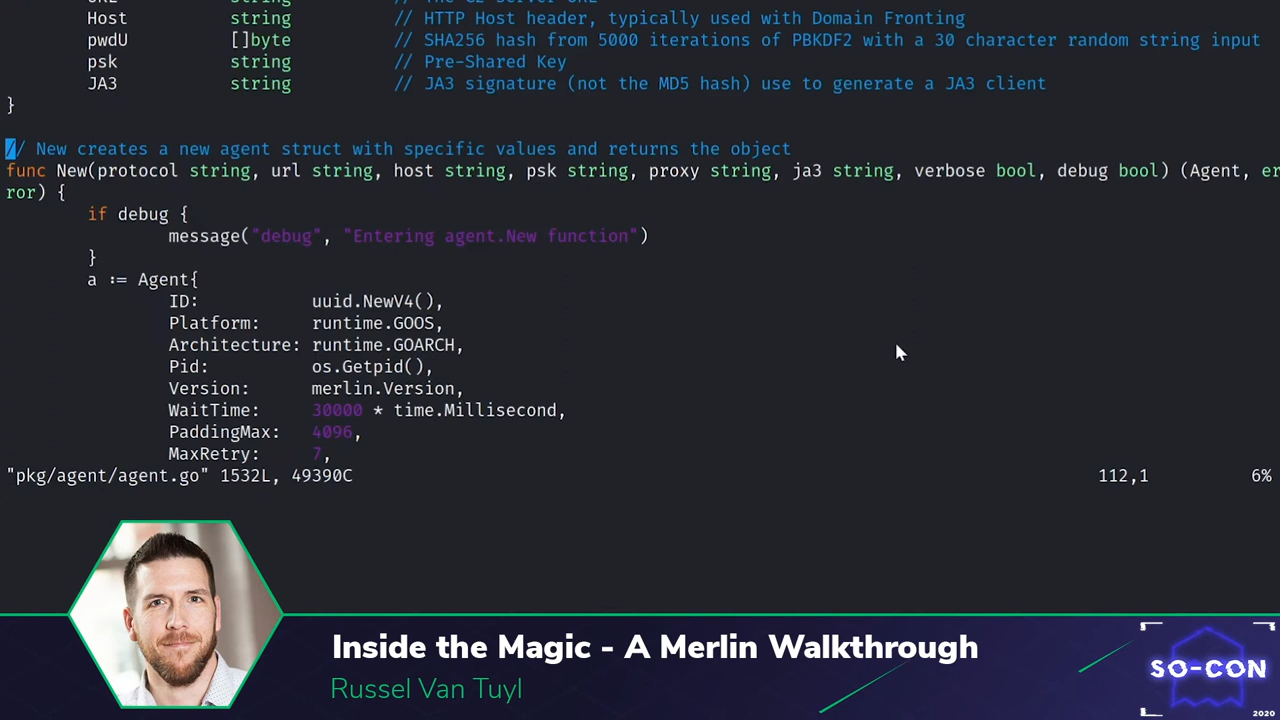 Host string // HTTP Host header, typically used with Domain Fronting
pwdU []byte // SHA256 hash from 5000 iterations of PBKDF2 with a 30 character random string input
psk string // Pre-Shared Key
JA3 string // JA3 signature (not the MD5 hash) use to generate a JA3 client
}
// New creates a new agent struct with specific values and returns the object
func New(protocol string, url string, host string, psk string, proxy string, ja3 string, verbose bool, debug bool) (Agent, er
ror) {
if debug {
message("debug", "Entering agent.New function")
}
a := Agent{
ID: uuid.NewV4(),
Platform: runtime.GOOS,
Architecture: runtime.GOARCH,
Pid: os.Getpid(),
Version: merlin.Version,
WaitTime: 30000 * time.Millisecond,
PaddingMax: 4096,
MaxRetry: 7,
"pkg/agent/agent.go" 1532L, 49390C 112,1 6%
Inside the Magic - A Merlin Walkthrough
Russel Van Tuyl
SO-CON
2020